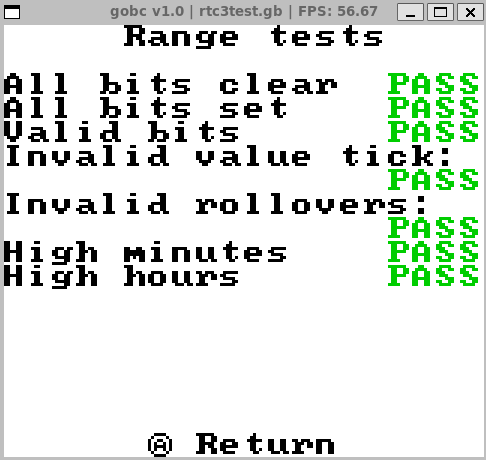 gobc v1.0 | rtc3test.gb | FPS: 56.67
Range tests
All bits clear PASS
All bits set PASS
Valid bits PASS
Invalid value tick:
PASS
Invalid rollovers:
PASS
High minutes PASS
High hours PASS
Ⓐ Return